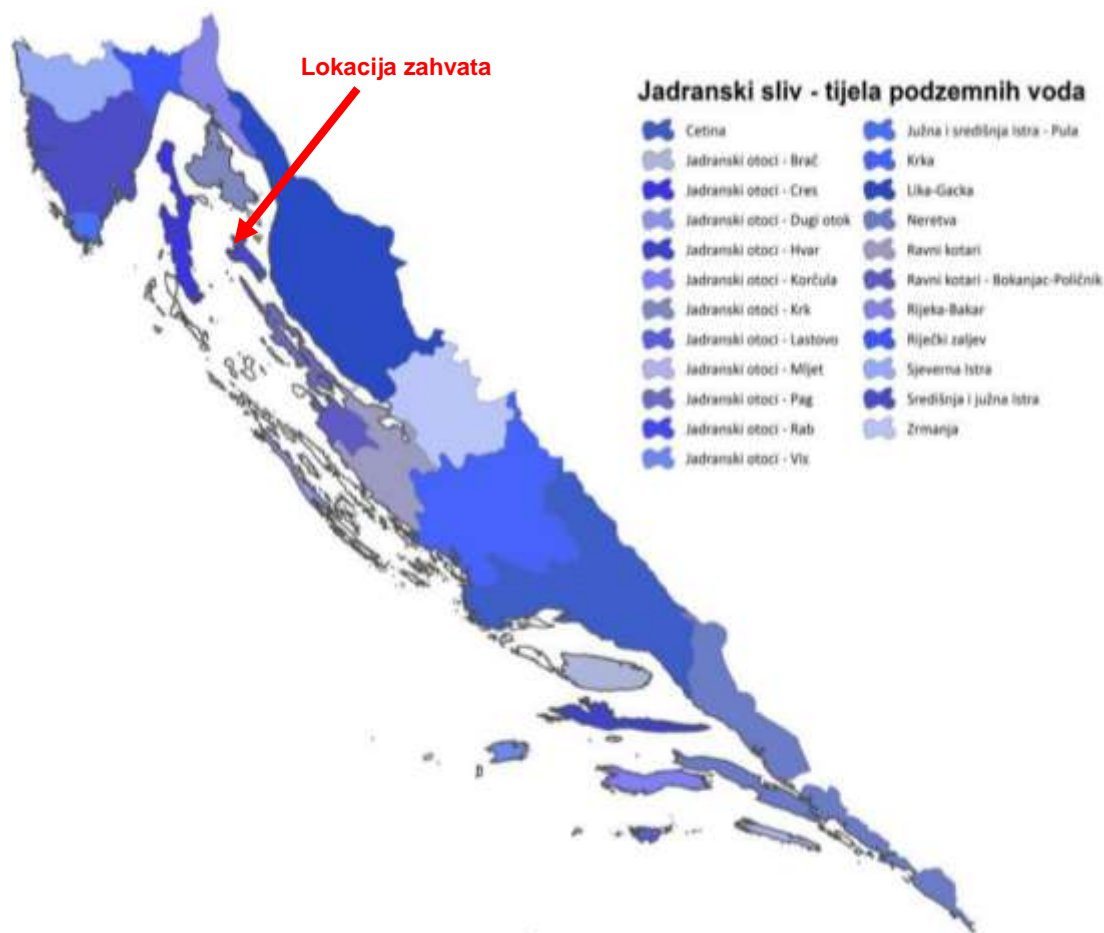 Lokacija zahvata
Jadranski sliv - tijela podzemnih voda
Cetina
Jadranski otoci - Brač
Jadranski otoci - Cres
Jadranski otoci - Dugi otok
Jadranski otoci - Hvar
Jadranski otoci - Korčula
Jadranski otoci - Krk
Jadranski otoci - Lastovo
Jadranski otoci - Mljet
Jadranski otoci - Pag
Jadranski otoci - Rab
Jadranski otoci - Vis
Južna i središnja Istra - Pula
Krka
Lika-Gacka
Neretva
Ravni kotari
Ravni kotari - Bokanjac-Poličnik
Rijeka-Bakar
Riječki zaljev
Sjeverna Istra
Središnja i južna Istra
Zrmanja